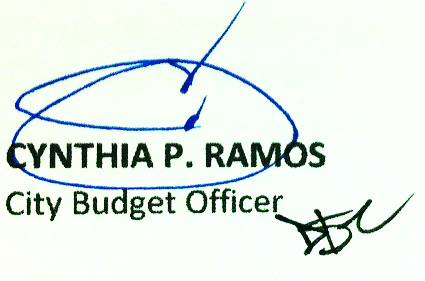 CYNTHIA P. RAMOS
City Budget Officer